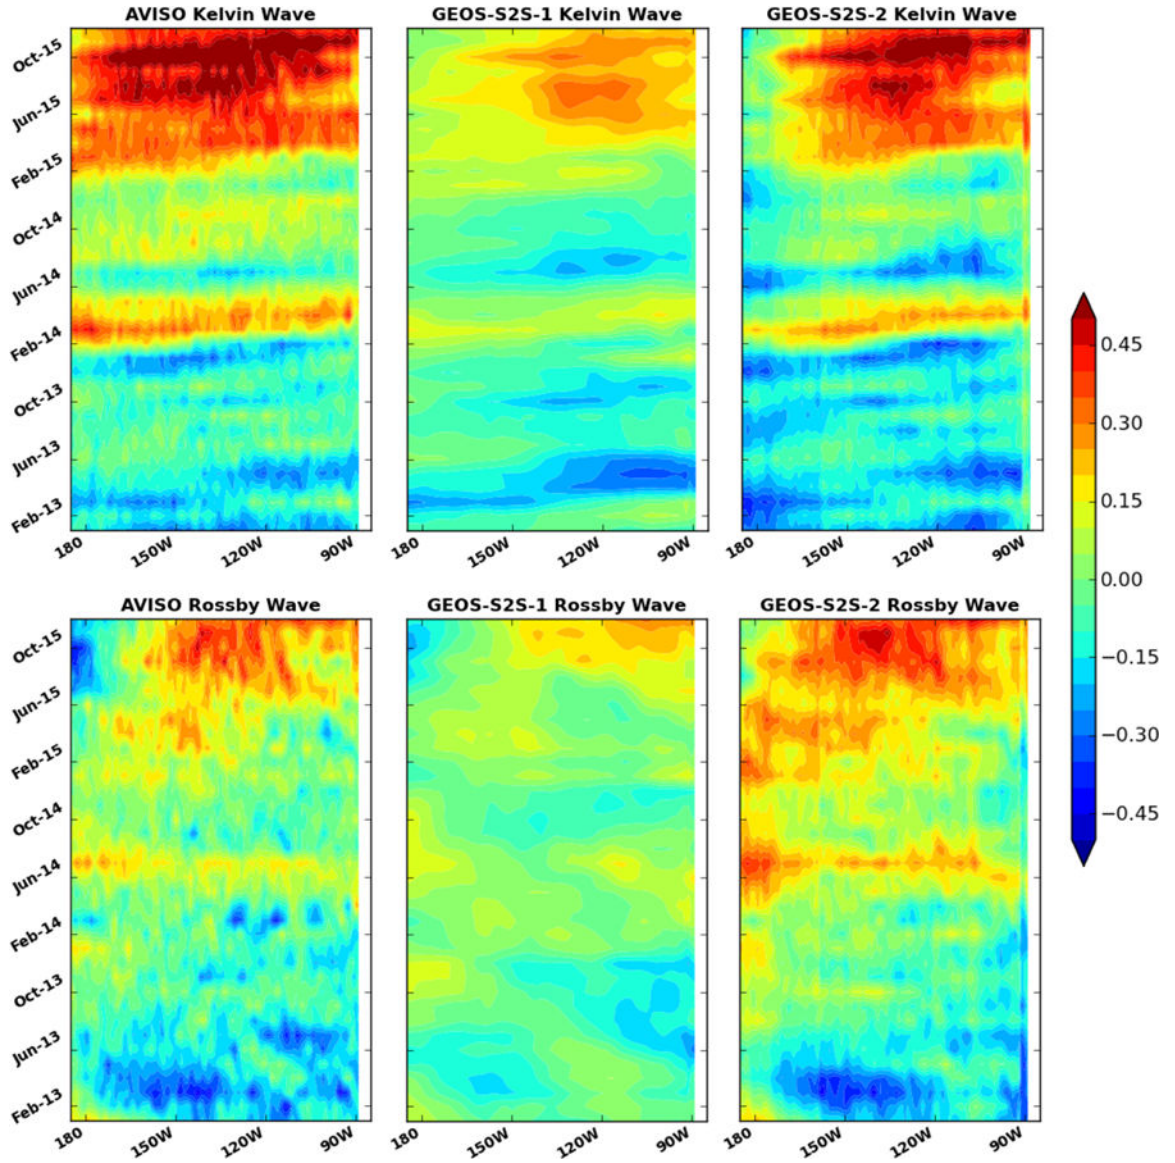 AVISO Kelvin Wave
GEOS-S2S-1 Kelvin Wave
GEOS-S2S-2 Kelvin Wave
Oct-15
Jun-15
Feb-15
Oct-14
Jun-14
Feb-14
Oct-13
Jun-13
Feb-13
180 150W 120W 90W
180 150W 120W 90W
180 150W 120W 90W
0.45
0.30
0.15
0.00
−0.15
−0.30
−0.45
AVISO Rossby Wave
GEOS-S2S-1 Rossby Wave
GEOS-S2S-2 Rossby Wave
Oct-15
Jun-15
Feb-15
Oct-14
Jun-14
Feb-14
Oct-13
Jun-13
Feb-13
180 150W 120W 90W
180 150W 120W 90W
180 150W 120W 90W